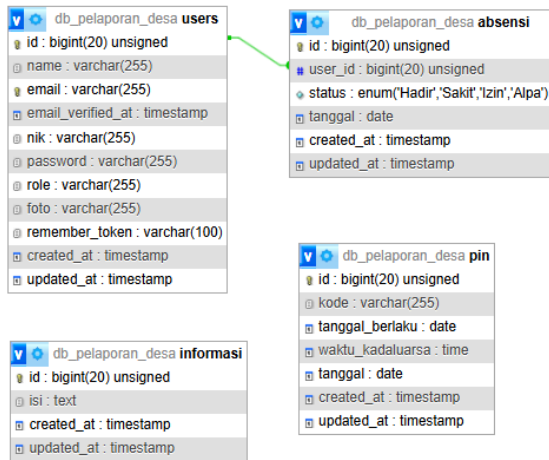 db_pelaporan_desa users
id : bigint(20) unsigned
name : varchar(255)
email : varchar(255)
email_verified_at : timestamp
nik : varchar(255)
password : varchar(255)
role : varchar(255)
foto : varchar(255)
remember_token : varchar(100)
created_at : timestamp
updated_at : timestamp
db_pelaporan_desa absensi
id : bigint(20) unsigned
user_id : bigint(20) unsigned
status : enum('Hadir','Sakit','Izin','Alpa')
tanggal : date
created_at : timestamp
updated_at : timestamp
db_pelaporan_desa pin
id : bigint(20) unsigned
kode : varchar(255)
tanggal_berlaku : date
waktu_kadaluarsa : time
tanggal : date
created_at : timestamp
updated_at : timestamp
db_pelaporan_desa informasi
id : bigint(20) unsigned
isi : text
created_at : timestamp
updated_at : timestamp